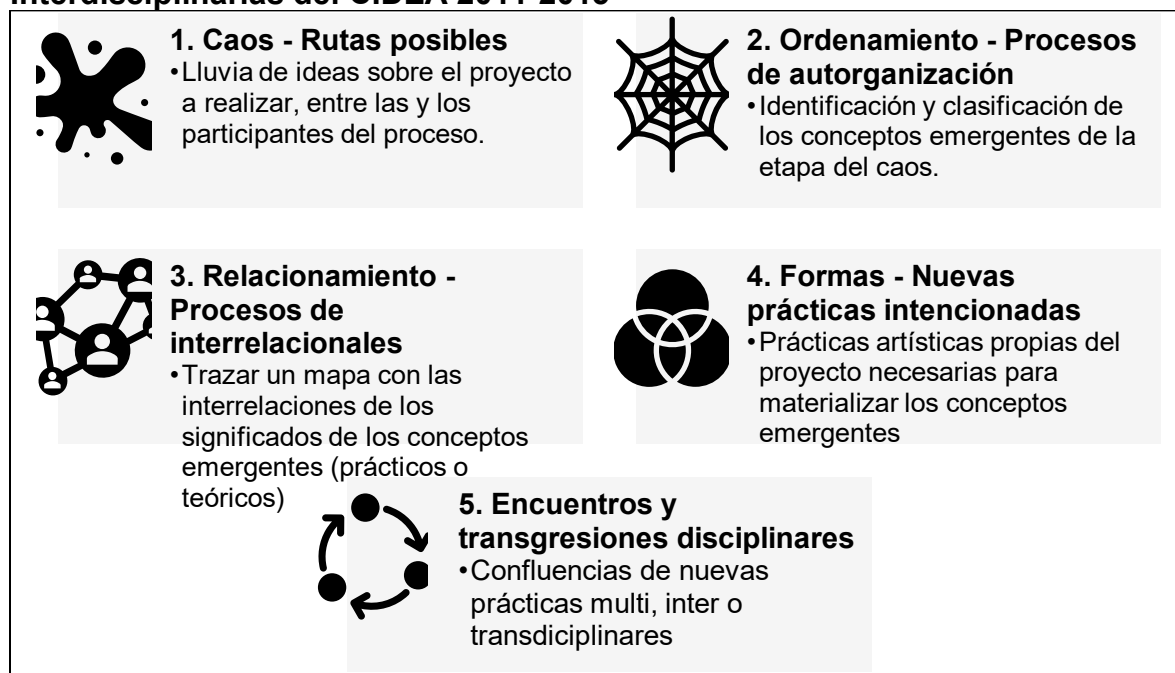 1. Caos - Rutas posibles
•Lluvia de ideas sobre el proyecto
a realizar, entre las y los
participantes del proceso.
2. Ordenamiento - Procesos
de autorganización
•Identificación y clasificación de
los conceptos emergentes de la
etapa del caos.
3. Relacionamiento -
Procesos de
interrelacionales
•Trazar un mapa con las
interrelaciones de los
significados de los conceptos
emergentes (prácticos o
teóricos)
4. Formas - Nuevas
prácticas intencionadas
•Prácticas artísticas propias del
proyecto necesarias para
materializar los conceptos
emergentes
5. Encuentros y
transgresiones disciplinares
•Confluencias de nuevas
prácticas multi, inter o
transdiciplinares